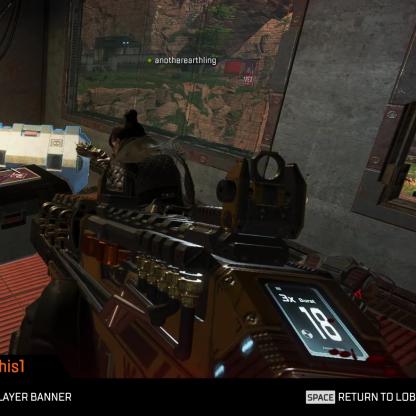 anotherearthling
3x Burst
18
his1
LAYER BANNER
SPACE RETURN TO LOB